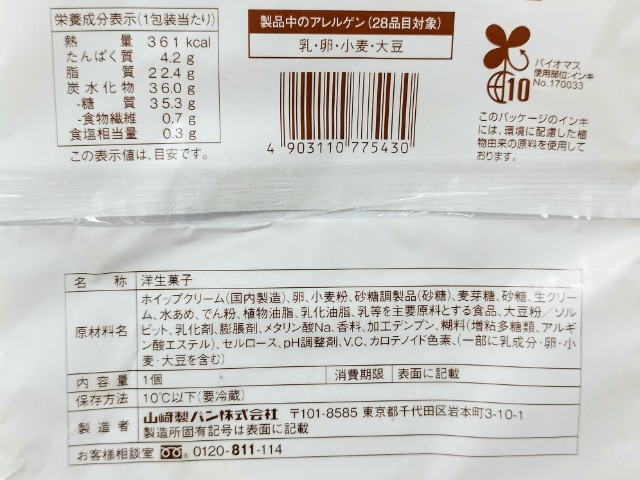 栄養成分表示(1包装当たり)
熱量 361kcal
たんぱく質 4.2g
脂質 22.4g
炭水化物 36.0g
-糖質 35.3g
-食物繊維 0.7g
食塩相当量 0.3g
この表示値は、目安です。
製品中のアレルゲン(28品目対象)
乳・卵・小麦・大豆
4 903110 775430
10
バイオマス
使用部位:インキ
No.170033
このパッケージのインキ
には、環境に配慮した植
物由来の原料を使用して
おります。
名称 洋生菓子
原材料名 ホイップクリーム(国内製造)、卵、小麦粉、砂糖調製品(砂糖)、麦芽糖、砂糖、生クリー
ム、水あめ、でん粉、植物油脂、乳化油脂、乳等を主要原料とする食品、大豆粉/ソル
ビット、乳化剤、膨脹剤、メタリン酸Na、香料、加工デンプン、糊料(増粘多糖類、アルギ
ン酸エステル)、セルロース、pH調整剤、V.C、カロテノイド色素、(一部に乳成分・卵・小
麦・大豆を含む)
内容量 1個 消費期限 表面に記載
保存方法 10℃以下(要冷蔵)
製造者 山崎製パン株式会社 〒101-8585 東京都千代田区岩本町3-10-1
製造所固有記号は表面に記載
お客様相談室 0120-811-114